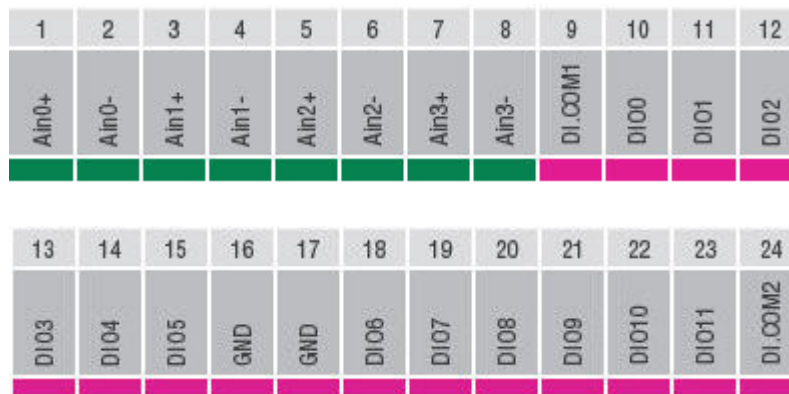 1 2 3 4 5 6 7 8 9 10 11 12
Ain0+ Ain0- Ain1+ Ain1- Ain2+ Ain2- Ain3+ Ain3- DI.COM1 DIO0 DIO1 DIO2
13 14 15 16 17 18 19 20 21 22 23 24
DIO3 DIO4 DIO5 GND GND DIO6 DIO7 DIO8 DIO9 DIO10 DIO11 DI.COM2